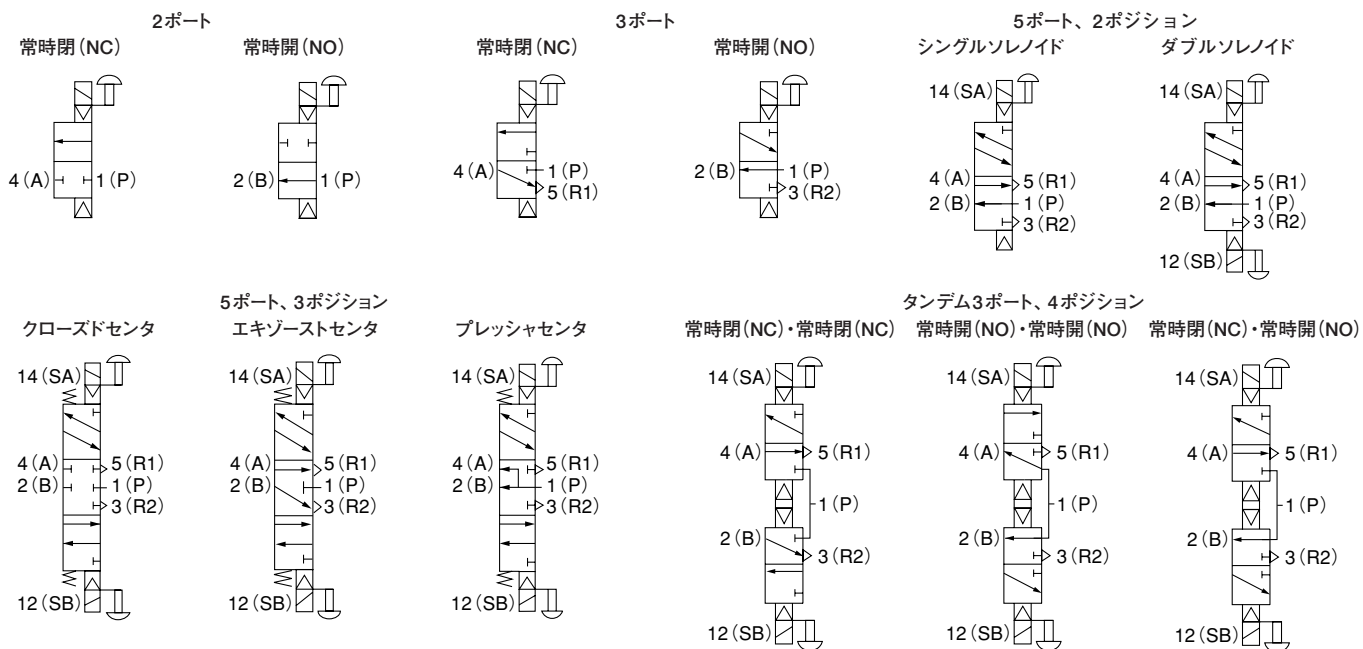 2ポート
3ポート
5ポート、2ポジション
常時閉(NC)
常時開(NO)
常時閉(NC)
常時開(NO)
シングルソレノイド
ダブルソレノイド
4(A)
1(P)
2(B)
1(P)
4(A)
1(P)
5(R1)
2(B)
1(P)
3(R2)
14(SA)
4(A)
5(R1)
2(B)
1(P)
3(R2)
14(SA)
4(A)
5(R1)
2(B)
1(P)
3(R2)
12(SB)
5ポート、3ポジション
クローズドセンタ
エキゾーストセンタ
プレッシャセンタ
14(SA)
4(A)
5(R1)
2(B)
1(P)
3(R2)
12(SB)
14(SA)
4(A)
5(R1)
2(B)
1(P)
3(R2)
12(SB)
14(SA)
4(A)
5(R1)
2(B)
1(P)
3(R2)
12(SB)
タンデム3ポート、4ポジション
常時閉(NC)・常時閉(NC)
常時開(NO)・常時開(NO)
常時閉(NC)・常時開(NO)
14(SA)
4(A)
5(R1)
1(P)
2(B)
3(R2)
12(SB)
14(SA)
4(A)
5(R1)
1(P)
2(B)
3(R2)
12(SB)
14(SA)
4(A)
5(R1)
1(P)
2(B)
3(R2)
12(SB)